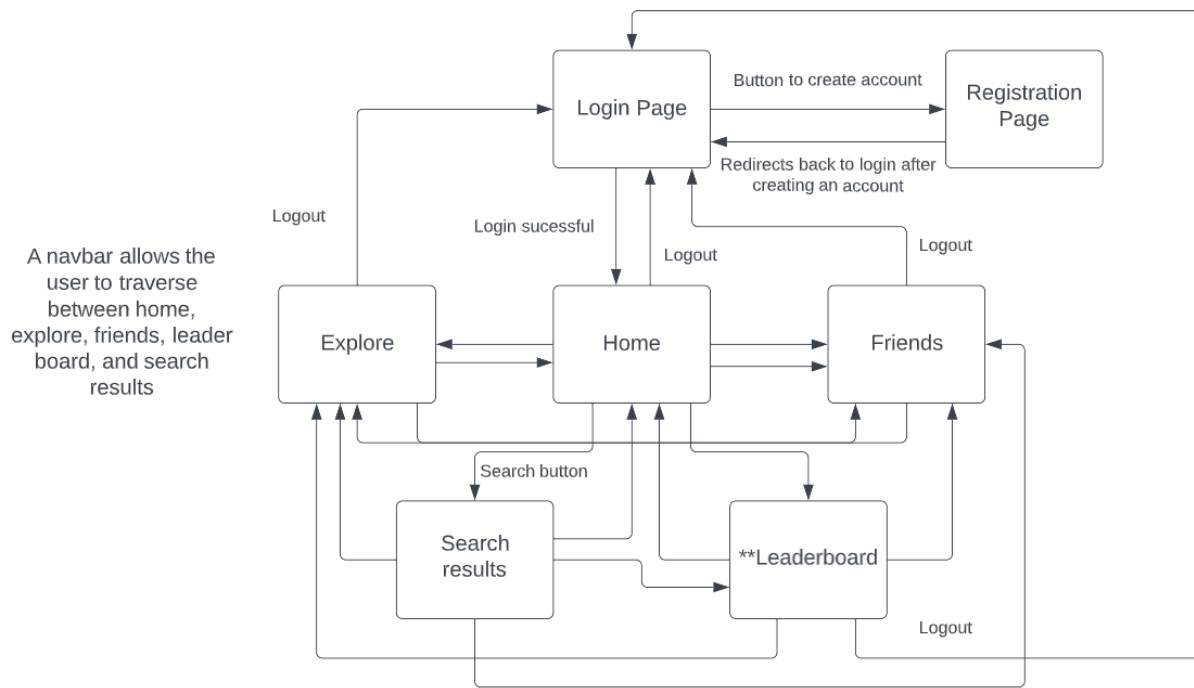 Login Page
Button to create account
Registration
Page
Redirects back to login after
creating an account
Logout
Login sucessful
Logout
Logout
A navbar allows the
user to traverse
between home,
explore, friends, leader
board, and search
results
Explore
Home
Friends
Search button
Search
results
**Leaderboard
Logout